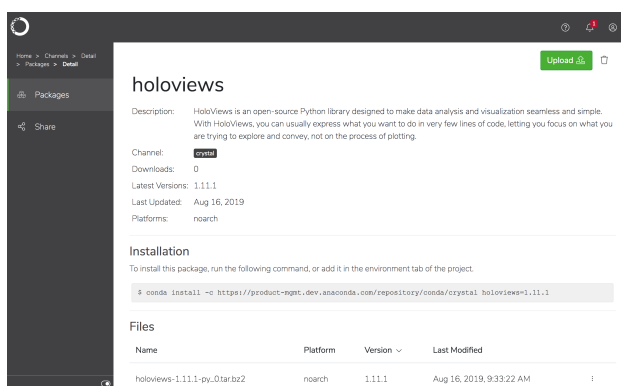 1
Home > Channels > Detail
> Packages > Detail
Upload
Packages
Share
holoviews
Description: HoloViews is an open-source Python library designed to make data analysis and visualization seamless and simple.
With HoloViews, you can usually express what you want to do in very few lines of code, letting you focus on what you
are trying to explore and convey, not on the process of plotting.
Channel: crystal
Downloads: 0
Latest Versions: 1.11.1
Last Updated: Aug 16, 2019
Platforms: noarch
Installation
To install this package, run the following command, or add it in the environment tab of the project.
$ conda install -c https://product-mgmt.dev.anaconda.com/repository/conda/crystal holoviews=1.11.1
Files
Name Platform Version Last Modified
holoviews-1.11.1-py_0.tar.bz2 noarch 1.11.1 Aug 16, 2019, 9:33:22 AM